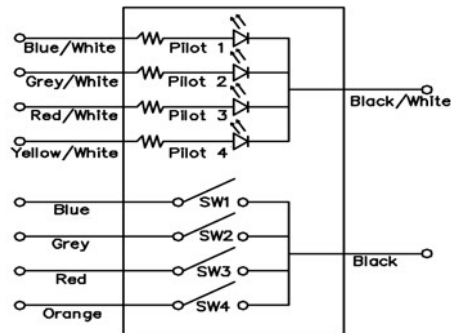 Blue/White Pilot 1
Grey/White Pilot 2
Red/White Pilot 3
Yellow/White Pilot 4
Black/White
Blue SW1
Grey SW2
Red SW3
Orange SW4
Black